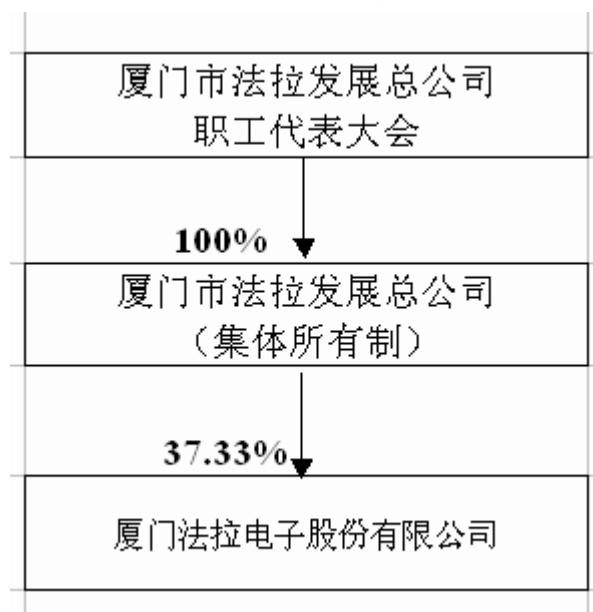 厦门市法拉发展总公司
职工代表大会
100%
厦门市法拉发展总公司
（集体所有制）
37.33%
厦门法拉电子股份有限公司